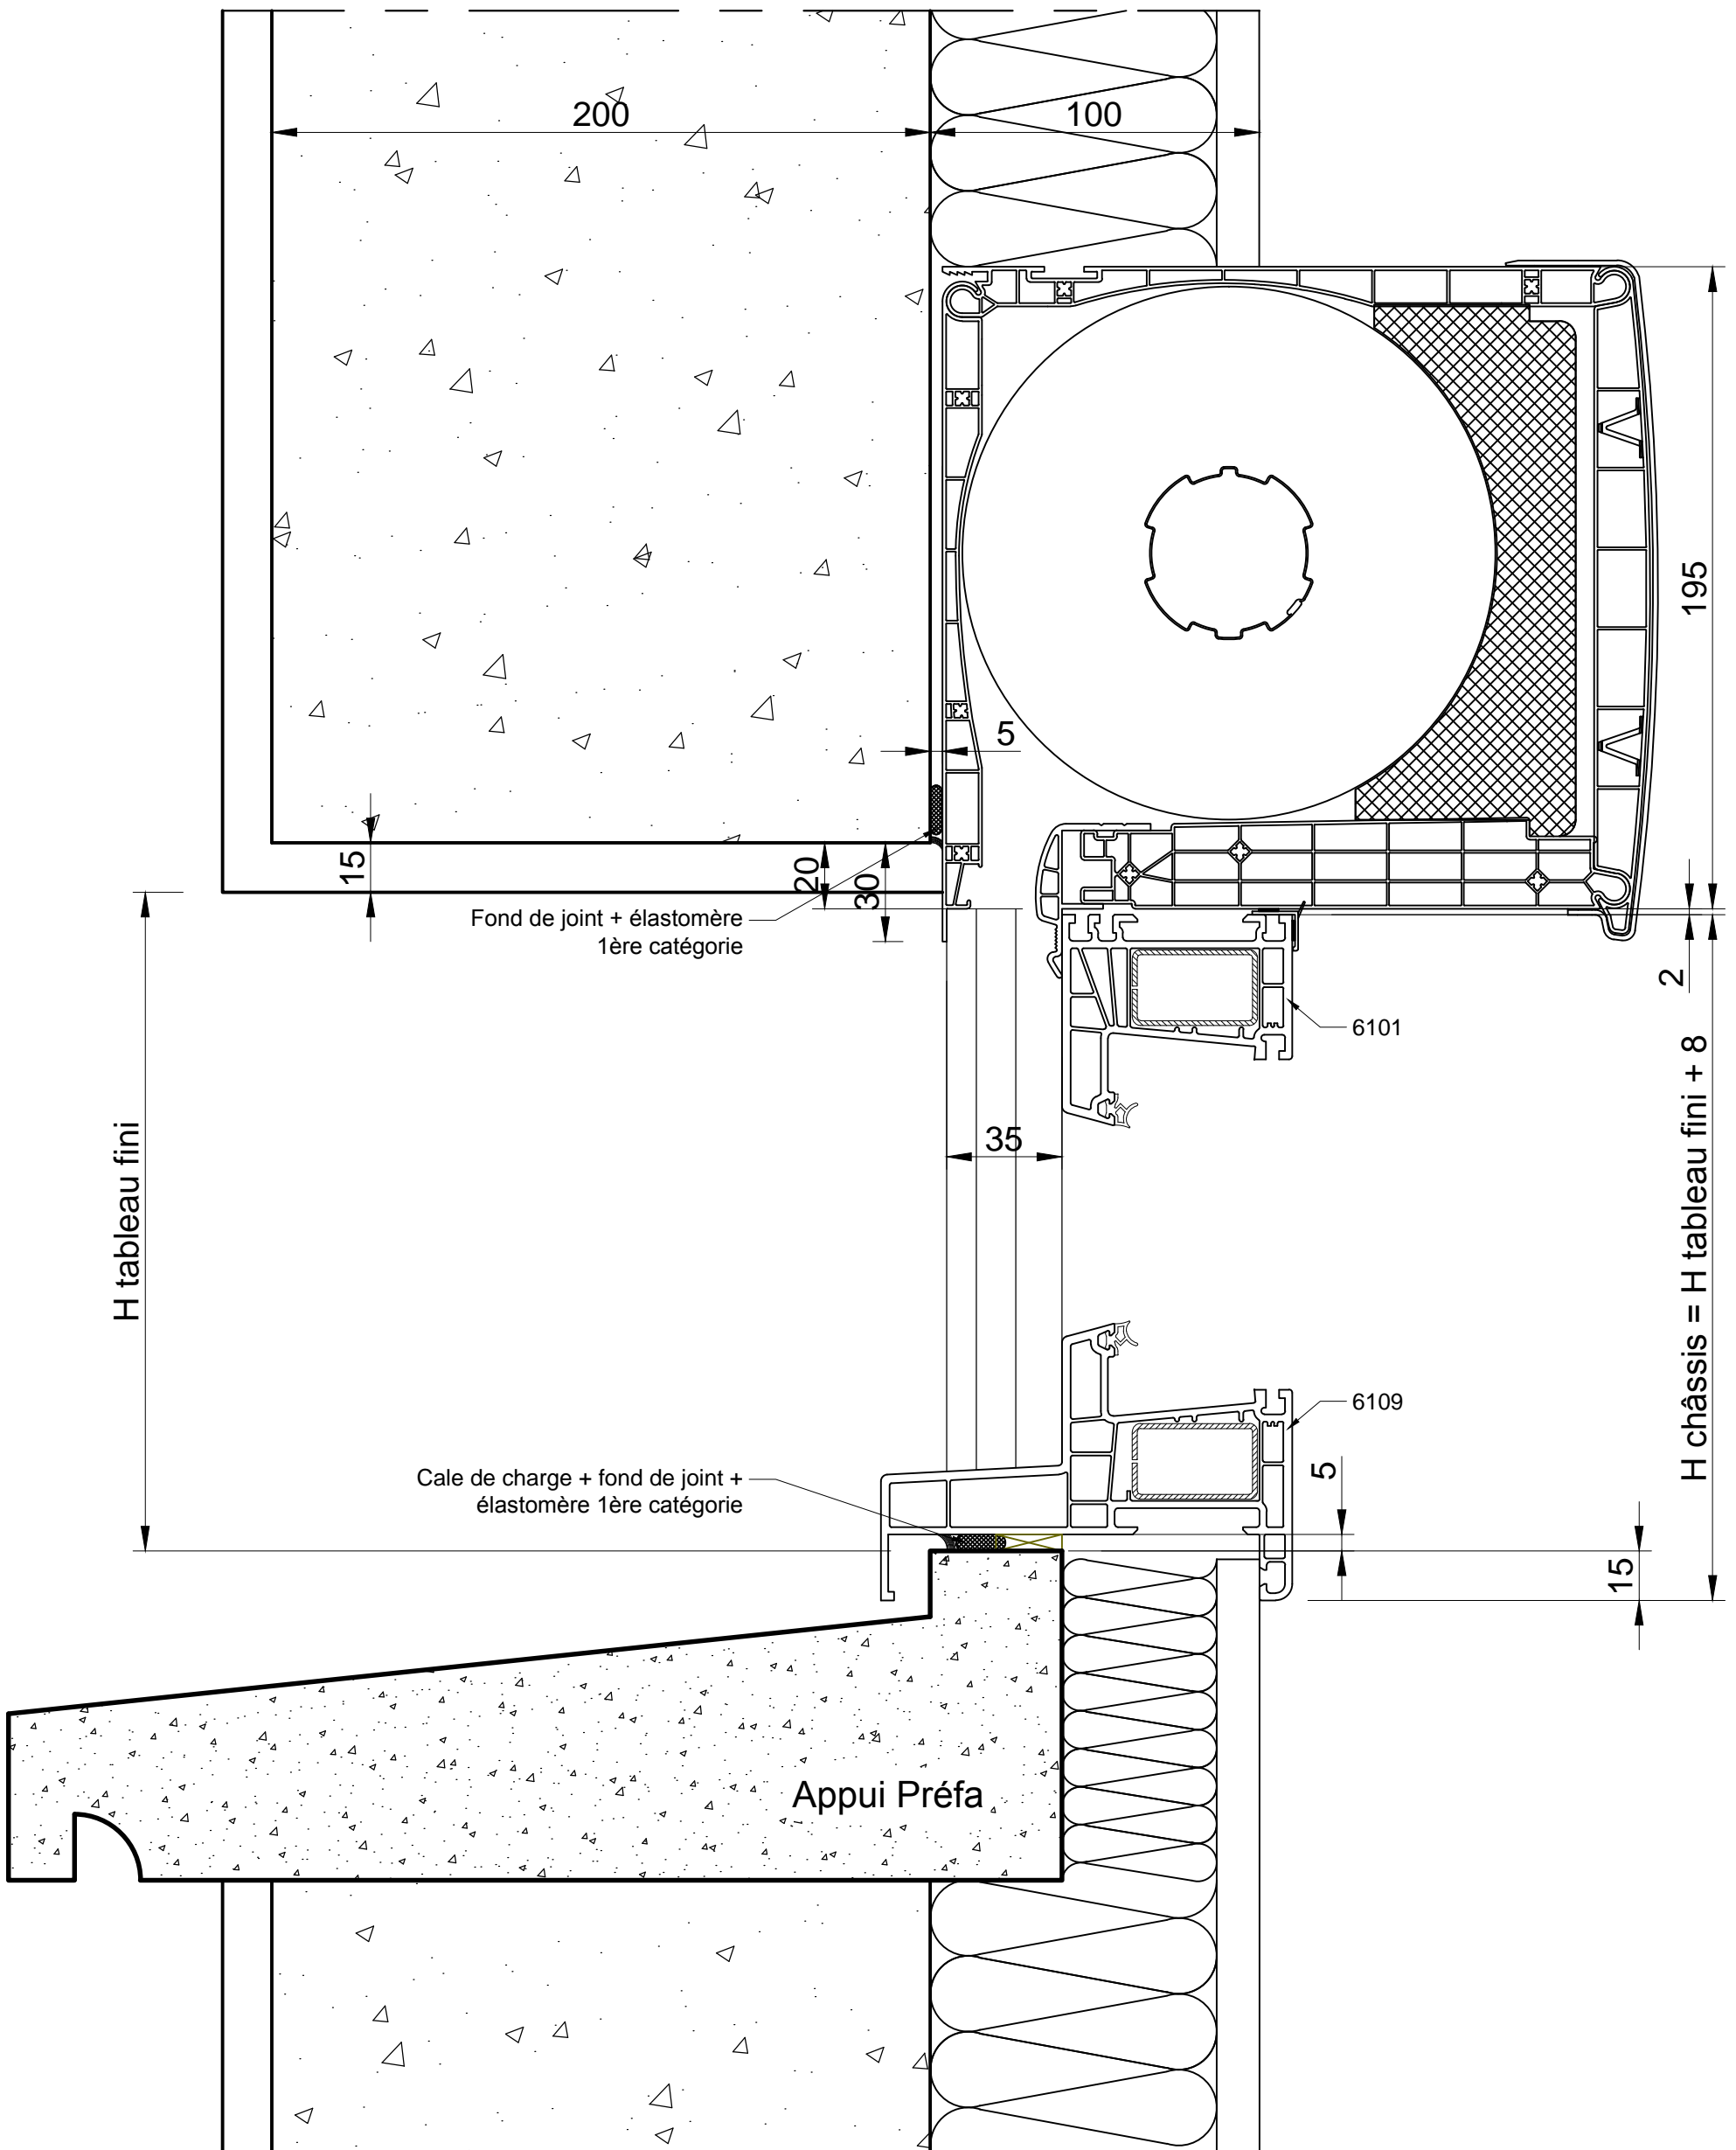 200
100
195
5
15
20
30
Fond de joint + élastomère
1ère catégorie
2
6101
H châssis = H tableau fini + 8
35
H tableau fini
6109
5
Cale de charge + fond de joint +
élastomère 1ère catégorie
15
Appui Préfa